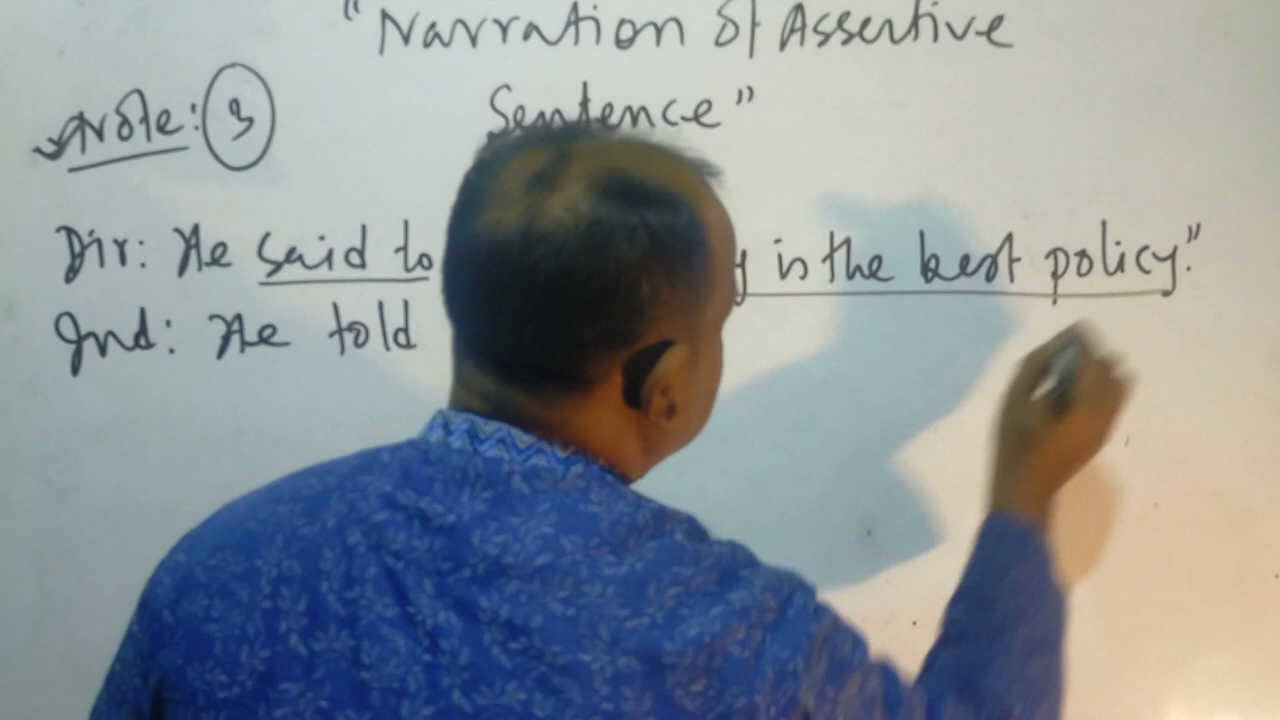 "Narration of Assertive
Sentence"
Note: 3
Dir: He said to is the best policy."
Ind: He told